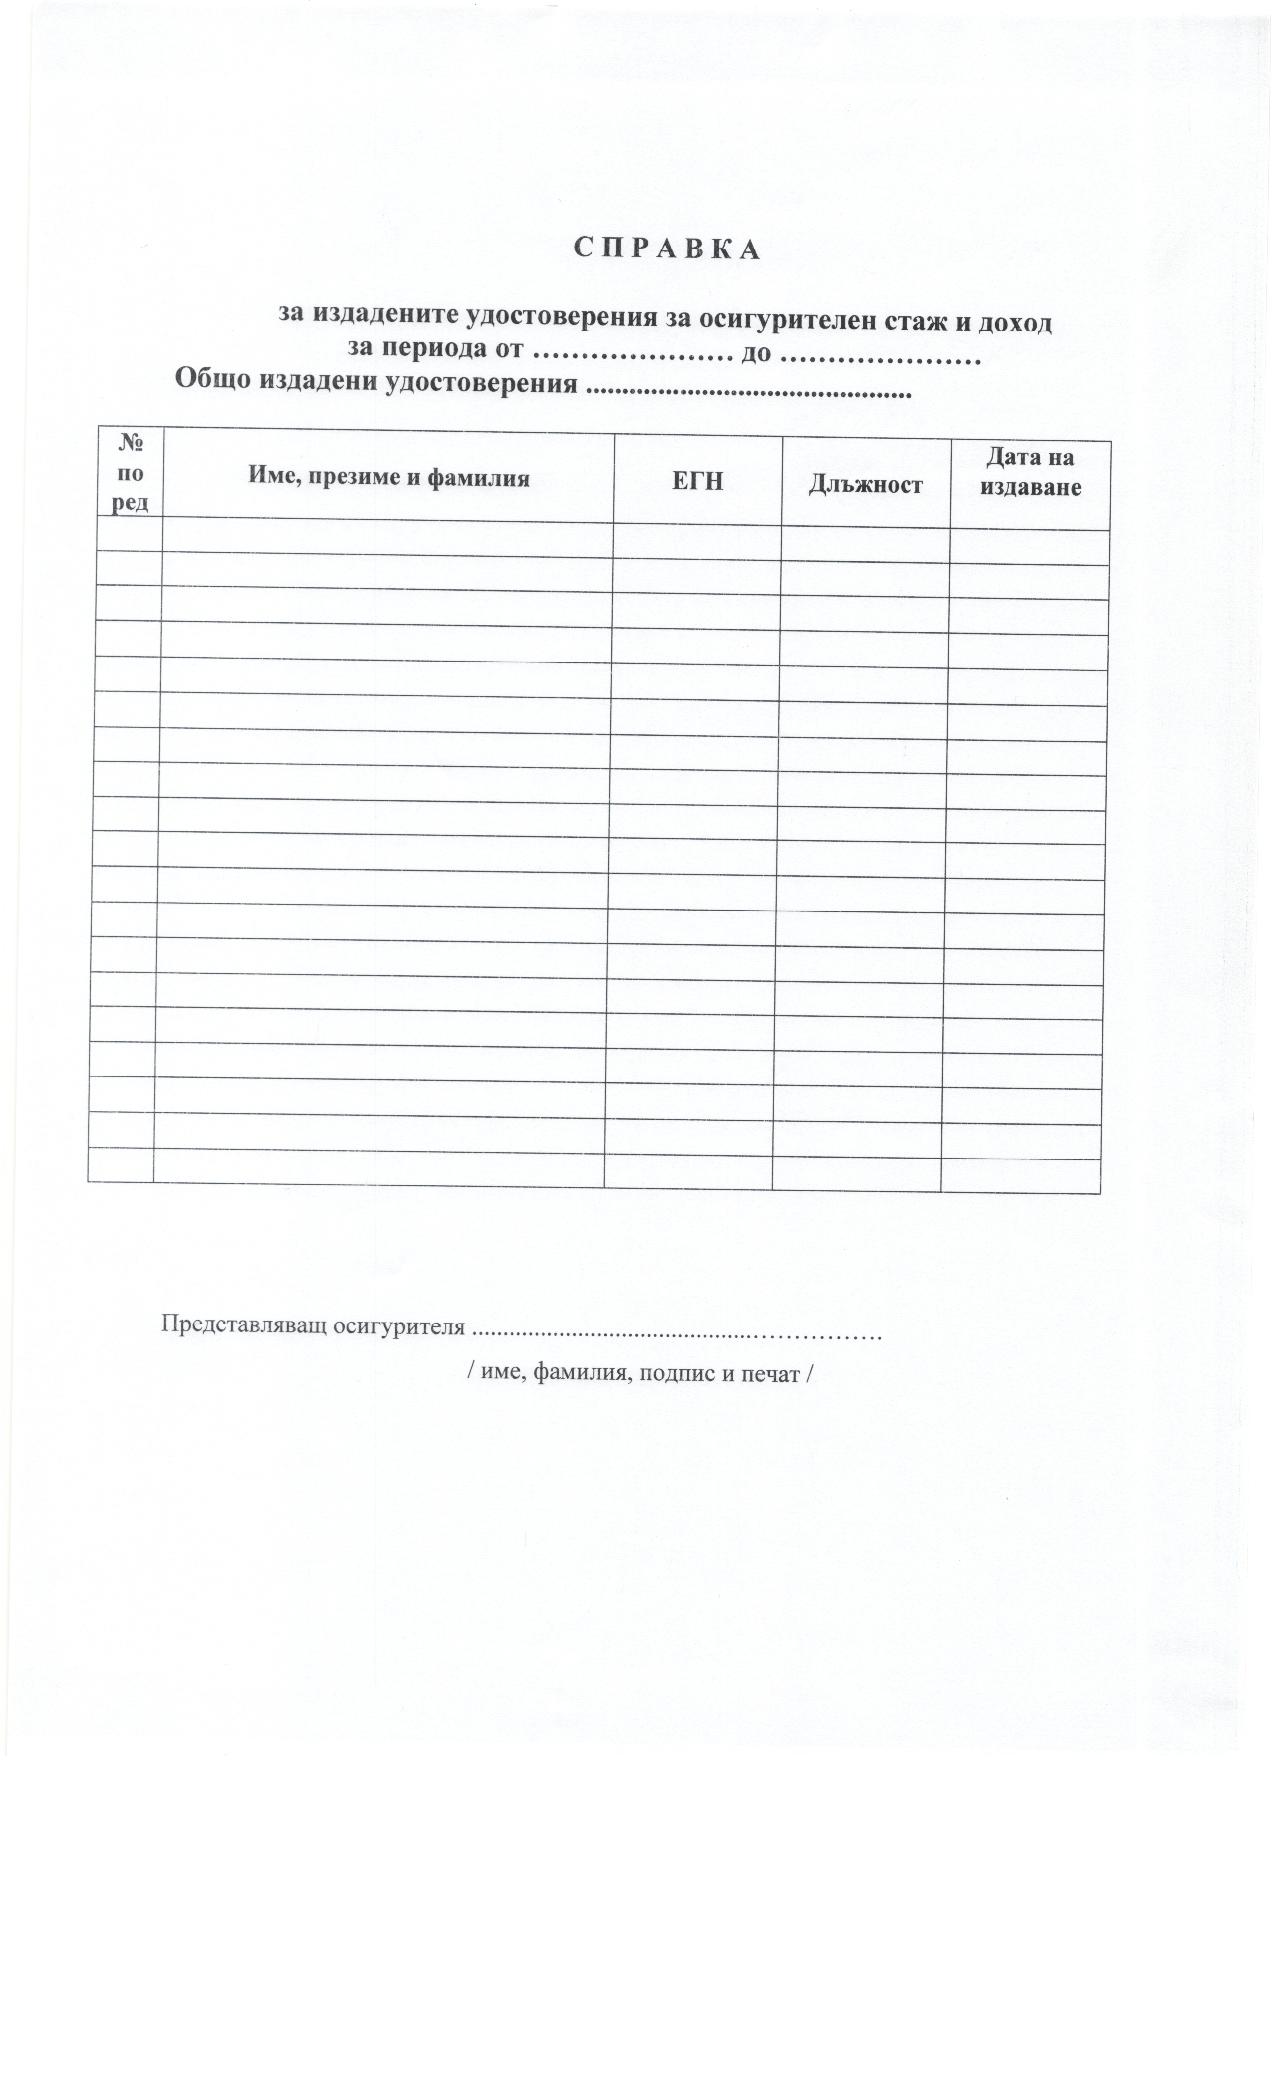 С П Р А В К А
за издадените удостоверения за осигурителен стаж и доход
за периода от ..................... до .....................
Общо издадени удостоверения .............................................
№ по ред
Име, презиме и фамилия
ЕГН
Длъжност
Дата на издаване
Представляващ осигурителя .............................................................
/ име, фамилия, подпис и печат /